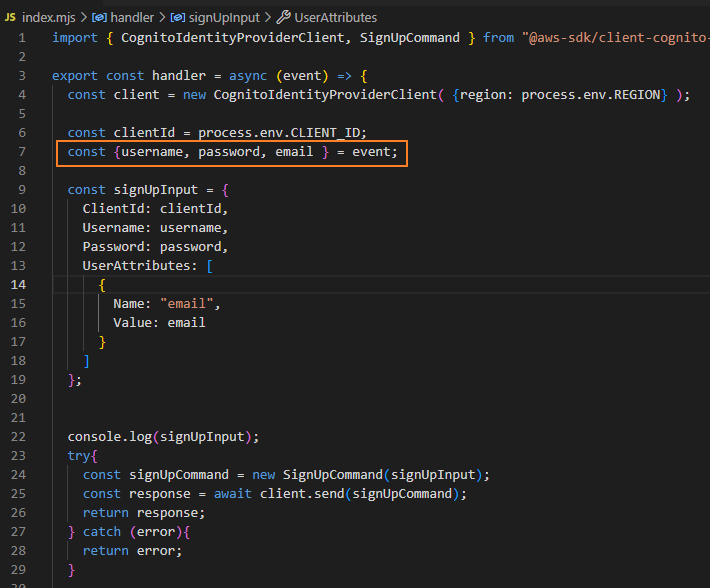 JS index.mjs > handler > signUpInput > UserAttributes
1 import { CognitoIdentityProviderClient, SignUpCommand } from "@aws-sdk/client-cognito-
2
3 export const handler = async (event) => {
4 const client = new CognitoIdentityProviderClient( {region: process.env.REGION} );
5
6 const clientId = process.env.CLIENT_ID;
7 const {username, password, email } = event;
8
9 const signUpInput = {
10 ClientId: clientId,
11 Username: username,
12 Password: password,
13 UserAttributes: [
14 {
15 Name: "email",
16 Value: email
17 }
18 ]
19 };
20
21
22 console.log(signUpInput);
23 try{
24 const signUpCommand = new SignUpCommand(signUpInput);
25 const response = await client.send(signUpCommand);
26 return response;
27 } catch (error){
28 return error;
29 }